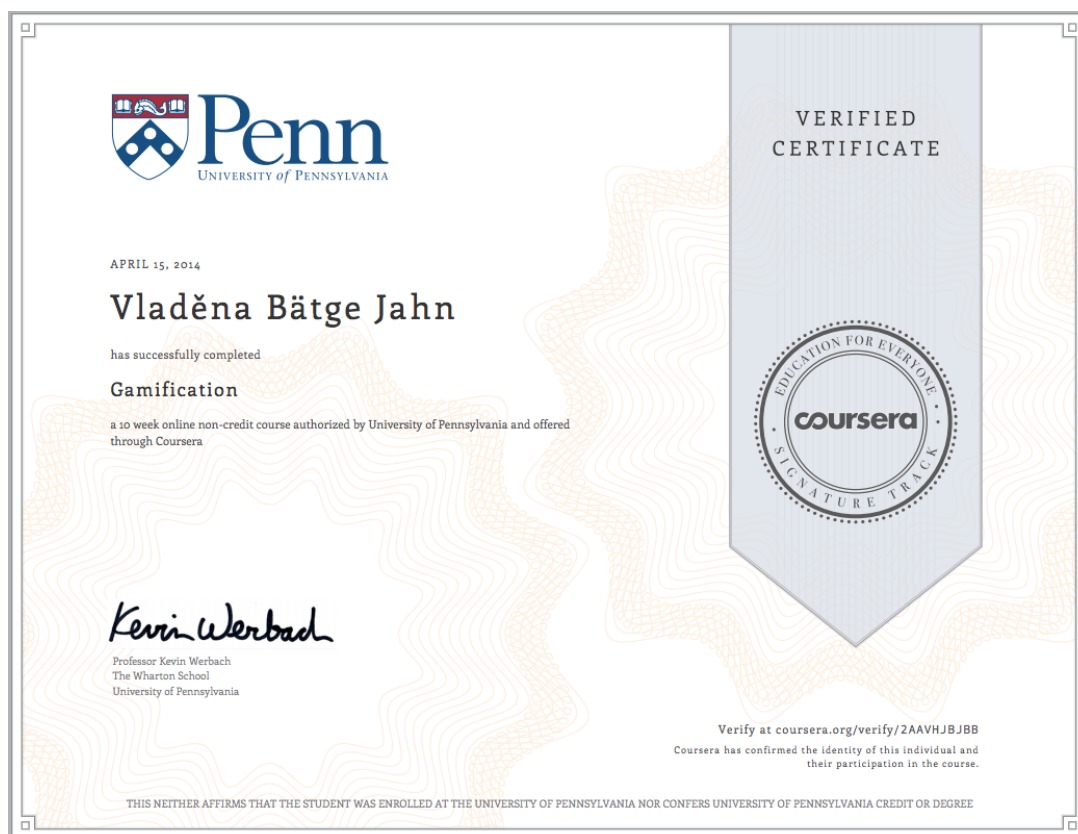 Penn
UNIVERSITY of PENNSYLVANIA
VERIFIED
CERTIFICATE
APRIL 15, 2014
Vladěna Bätge Jahn
has successfully completed
Gamification
a 10 week online non-credit course authorized by University of Pennsylvania and offered
through Coursera
EDUCATION FOR EVERYONE
coursera
SIGNATURE TRACK
Kevin Werbach
Professor Kevin Werbach
The Wharton School
University of Pennsylvania
Verify at coursera.org/verify/2AAVHJBJBB
Coursera has confirmed the identity of this individual and
their participation in the course.
THIS NEITHER AFFIRMS THAT THE STUDENT WAS ENROLLED AT THE UNIVERSITY OF PENNSYLVANIA NOR CONFERS UNIVERSITY OF PENNSYLVANIA CREDIT OR DEGREE